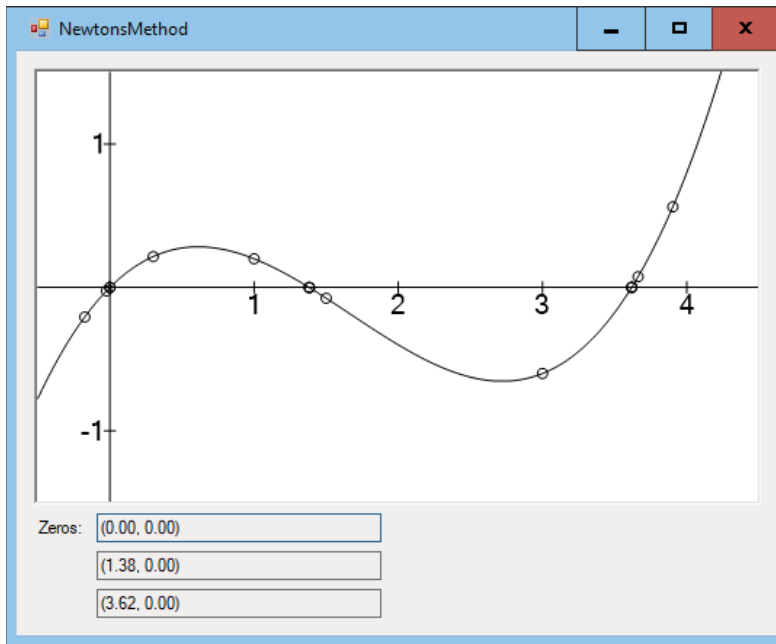 NewtonsMethod
1
1 2 3 4
-1
Zeros: (0.00, 0.00)
(1.38, 0.00)
(3.62, 0.00)